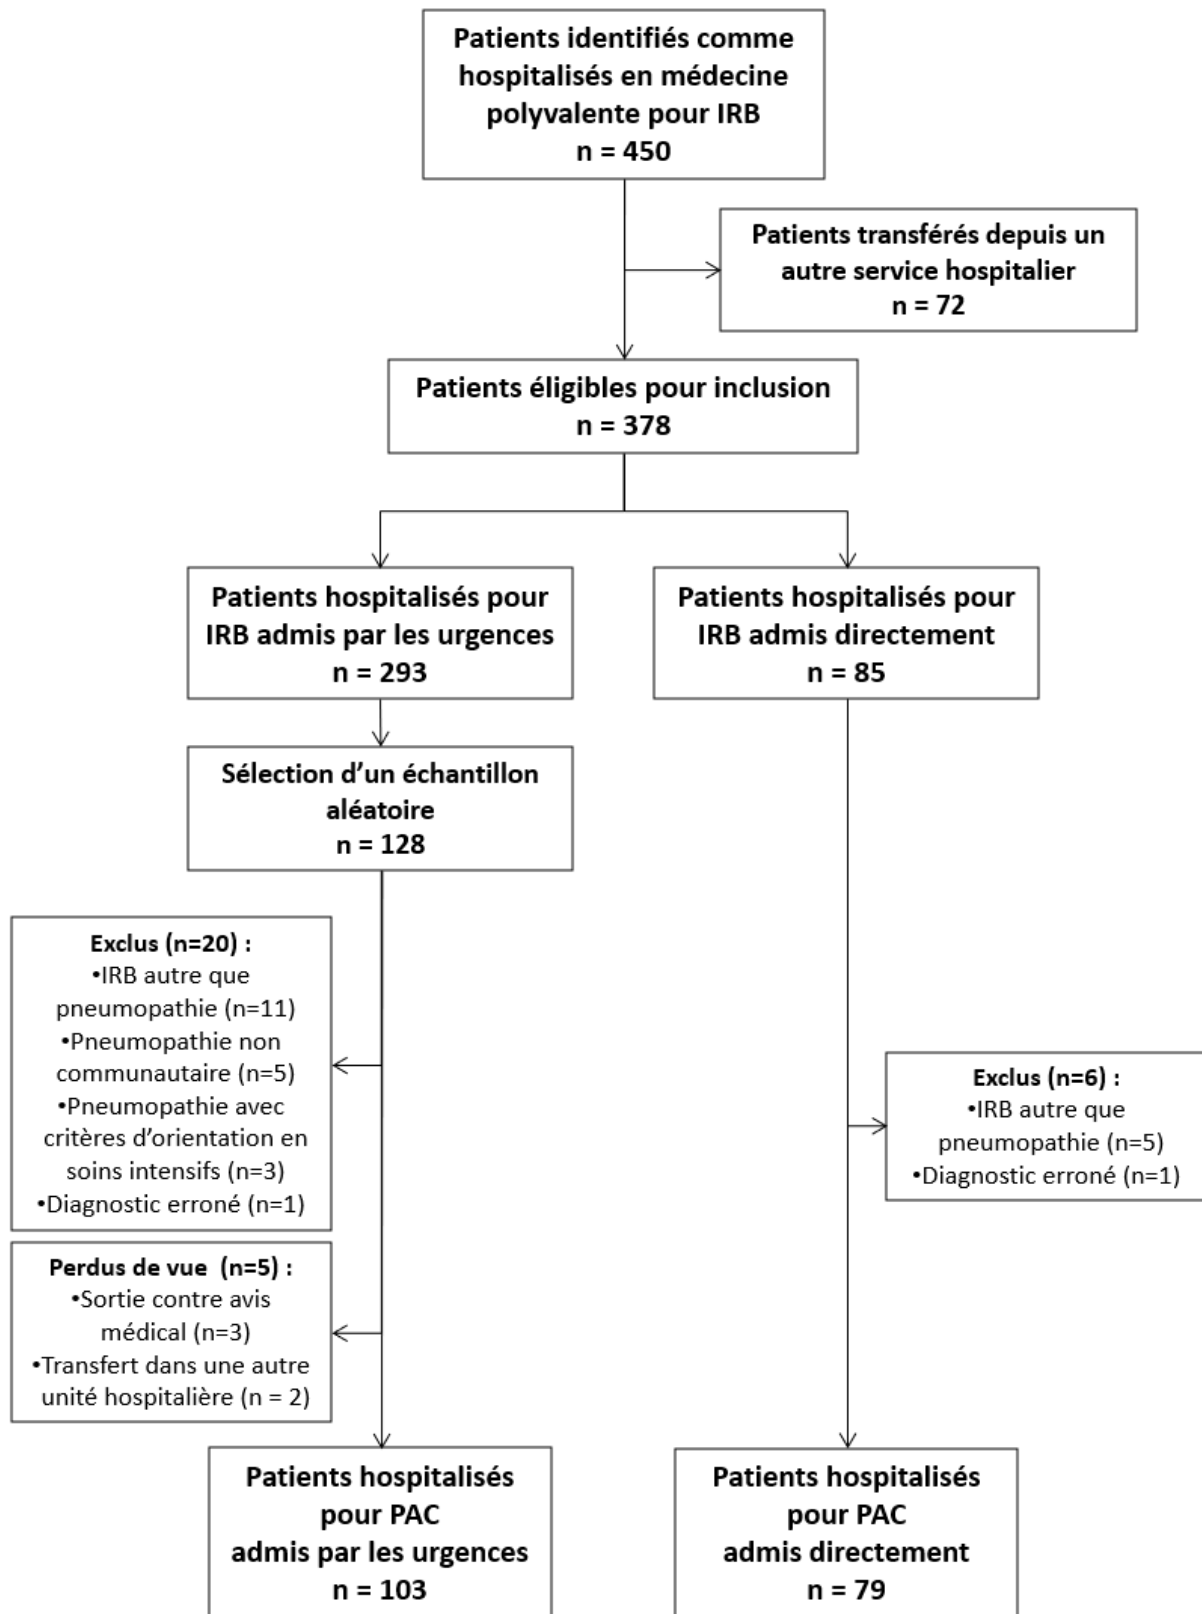 Patients identifiés comme
hospitalisés en médecine
polyvalente pour IRB
n = 450
Patients transférés depuis un
autre service hospitalier
n = 72
Patients éligibles pour inclusion
n = 378
Patients hospitalisés pour
IRB admis par les urgences
n = 293
Patients hospitalisés pour
IRB admis directement
n = 85
Sélection d’un échantillon
aléatoire
n = 128
Exclus (n=20) :
•IRB autre que
pneumopathie (n=11)
•Pneumopathie non
communautaire (n=5)
•Pneumopathie avec
critères d’orientation en
soins intensifs (n=3)
•Diagnostic erroné (n=1)
Exclus (n=6) :
•IRB autre que
pneumopathie (n=5)
•Diagnostic erroné (n=1)
Perdus de vue (n=5) :
•Sortie contre avis
médical (n=3)
•Transfert dans une autre
unité hospitalière (n = 2)
Patients hospitalisés
pour PAC
admis par les urgences
n = 103
Patients hospitalisés
pour PAC
admis directement
n = 79